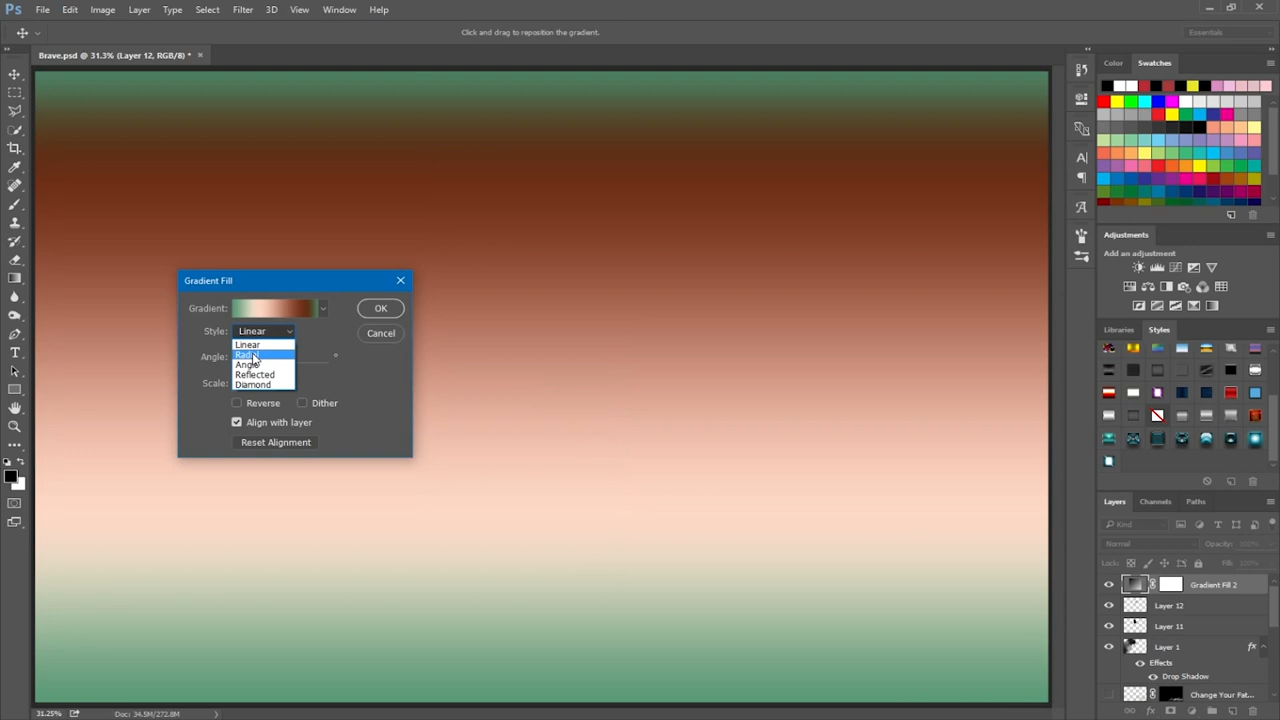 Ps File Edit Image Layer Type Select Filter 3D View Window Help
Click and drag to reposition the gradient.
Essentials
Brave.psd @ 31.3% (Layer 12, RGB/8) *
Color Swatches
Adjustments
Add an adjustment
Gradient Fill
Gradient:
OK
Style: Linear
Cancel
Linear
Radial
Angle:
Angle
Reflected
Scale:
Diamond
Reverse Dither
Align with layer
Reset Alignment
Libraries Styles
Layers Channels Paths
Kind
Normal Opacity: 100%
Lock: Fill: 100%
Gradient Fill 2
Layer 12
Layer 11
Layer 1 fx
Effects
Drop Shadow
Change Your Fat...
31.25% Doc: 34.5M/272.8M